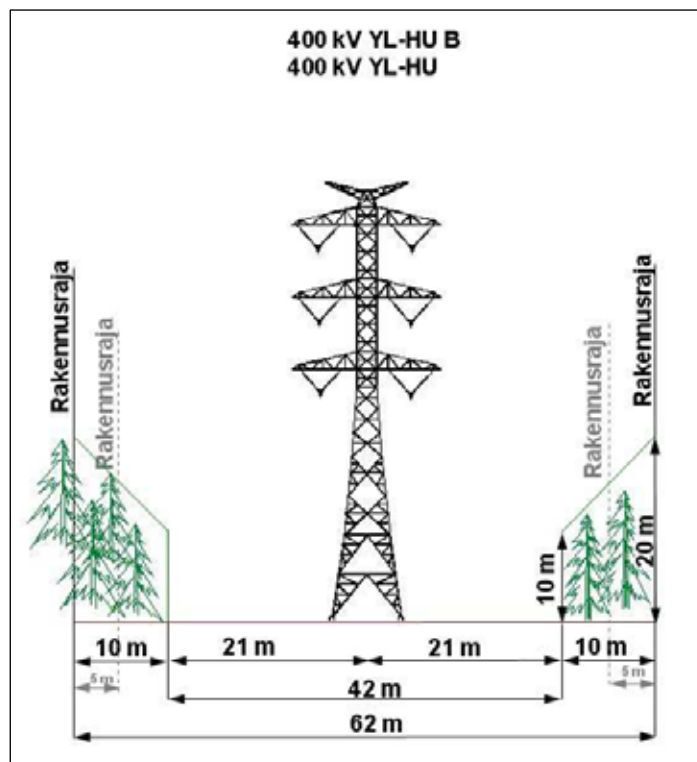 400 kV YL-HU B
400 kV YL-HU
Rakennusraja
Rakennusraja
Rakennusraja
Rakennusraja
10 m
20 m
10 m
21 m
21 m
10 m
5 m
5 m
42 m
62 m